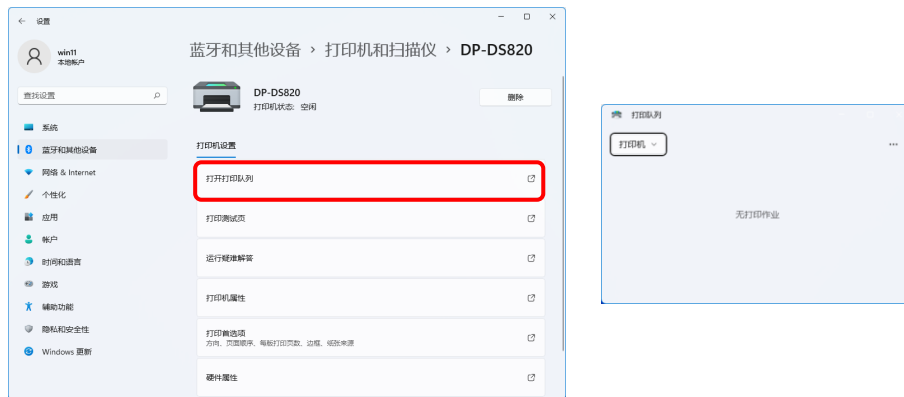 设置
win11
本地帐户
查找设置
系统
蓝牙和其他设备
网络 & Internet
个性化
应用
帐户
时间和语言
游戏
辅助功能
隐私和安全性
Windows 更新
蓝牙和其他设备 › 打印机和扫描仪 › DP-DS820
DP-DS820
打印机状态: 空闲
删除
打印机设置
打开打印队列
打印测试页
运行疑难解答
打印机属性
打印首选项
方向、页面顺序、每版打印页数、边框、纸张来源
硬件属性
打印队列
打印机
无打印作业